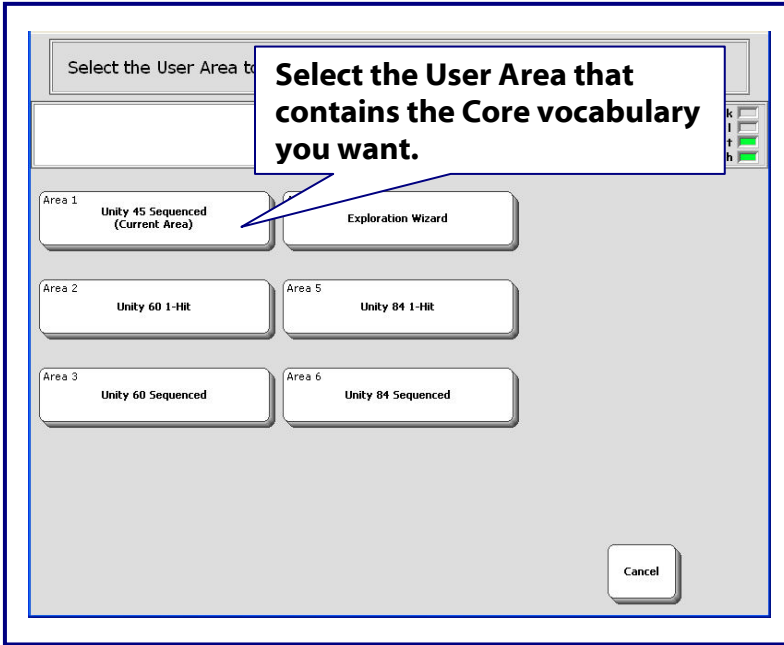 Select the User Area to
Select the User Area that
contains the Core vocabulary
you want.
k
l
t
h
Area 1
Unity 45 Sequenced
(Current Area)
Exploration Wizard
Area 2
Unity 60 1-Hit
Area 5
Unity 84 1-Hit
Area 3
Unity 60 Sequenced
Area 6
Unity 84 Sequenced
Cancel